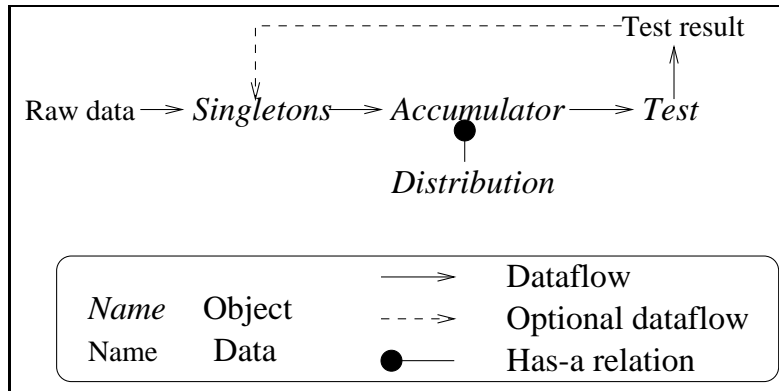 Test result
Raw data Singletons Accumulator Test
Distribution
Dataflow
Name Object Optional dataflow
Name Data Has-a relation